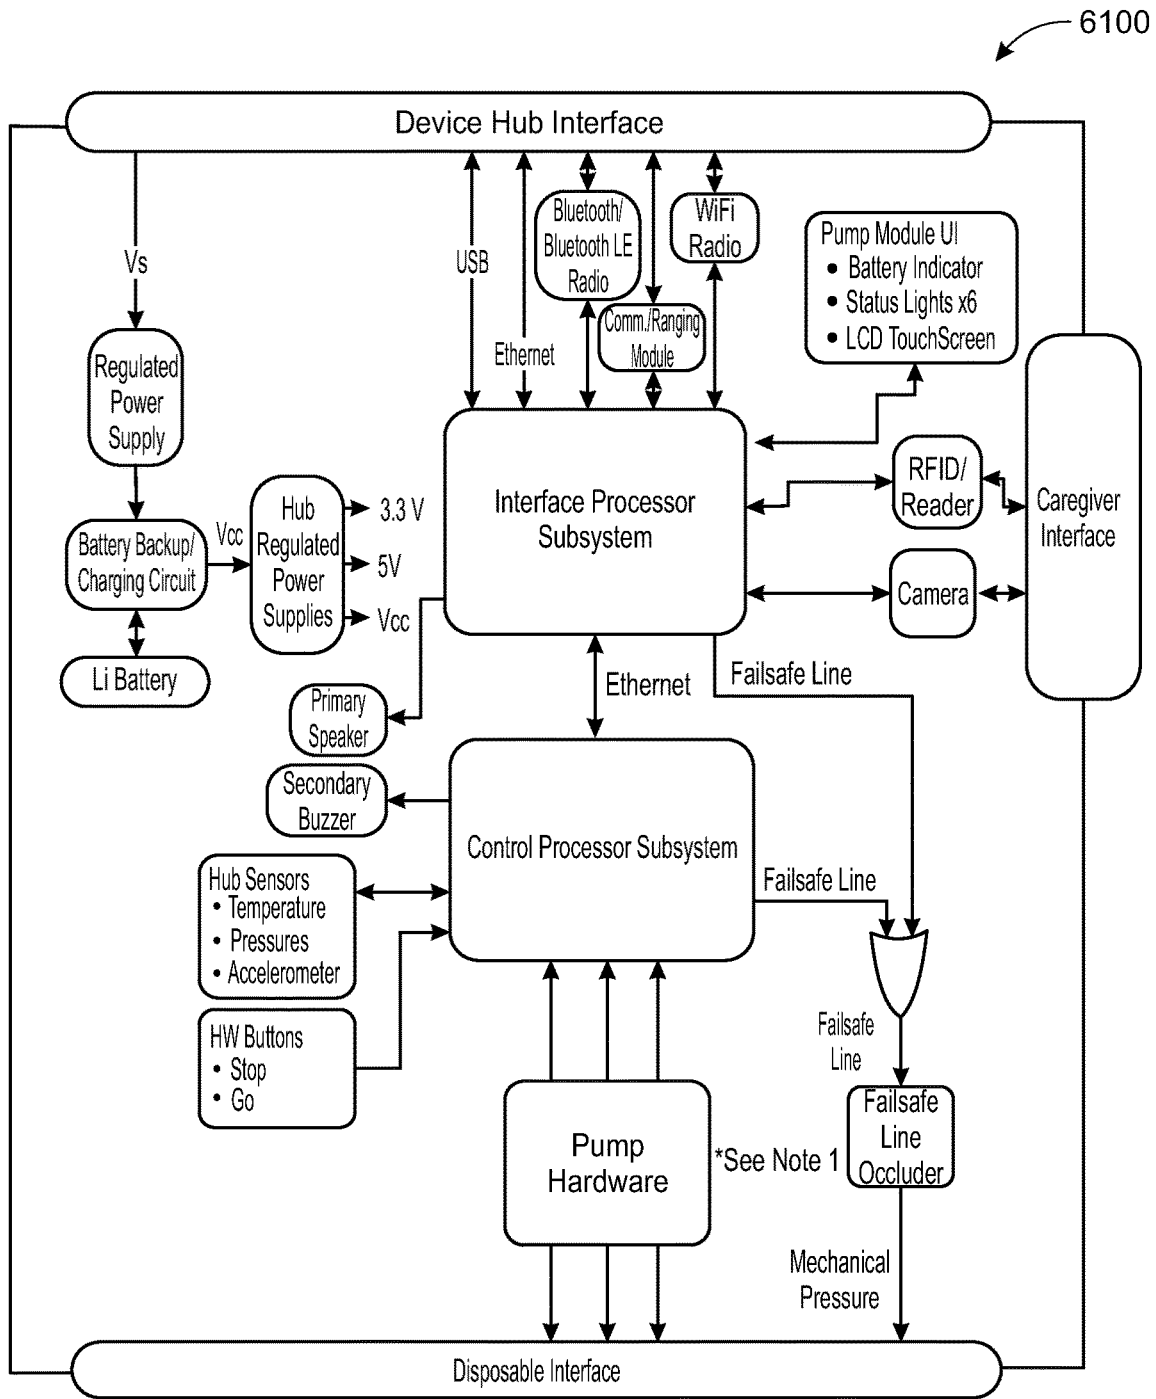 6100
Device Hub Interface
Vs
USB
Ethernet
Bluetooth/
Bluetooth LE
Radio
Comm./Ranging
Module
WiFi
Radio
Pump Module UI
• Battery Indicator
• Status Lights x6
• LCD TouchScreen
Regulated
Power
Supply
Battery Backup/
Charging Circuit
Vcc
Li Battery
Hub
Regulated
Power
Supplies
3.3 V
5V
Vcc
Interface Processor
Subsystem
RFID/
Reader
Camera
Caregiver
Interface
Primary
Speaker
Ethernet
Failsafe Line
Secondary
Buzzer
Control Processor Subsystem
Failsafe Line
Hub Sensors
• Temperature
• Pressures
• Accelerometer
HW Buttons
• Stop
• Go
Failsafe
Line
Pump
Hardware
*See Note 1
Failsafe
Line
Occluder
Mechanical
Pressure
Disposable Interface